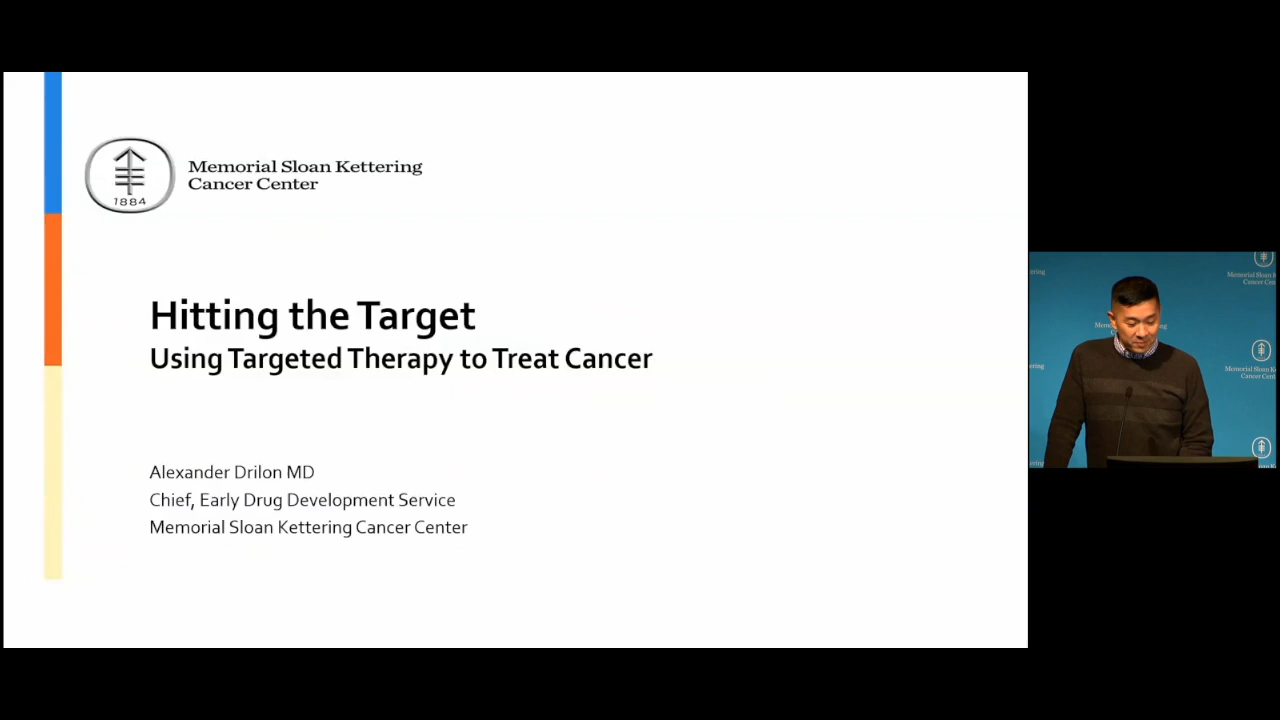 Memorial Sloan Kettering
Cancer Center
1884
Hitting the Target
Using Targeted Therapy to Treat Cancer
Alexander Drilon MD
Chief, Early Drug Development Service
Memorial Sloan Kettering Cancer Center